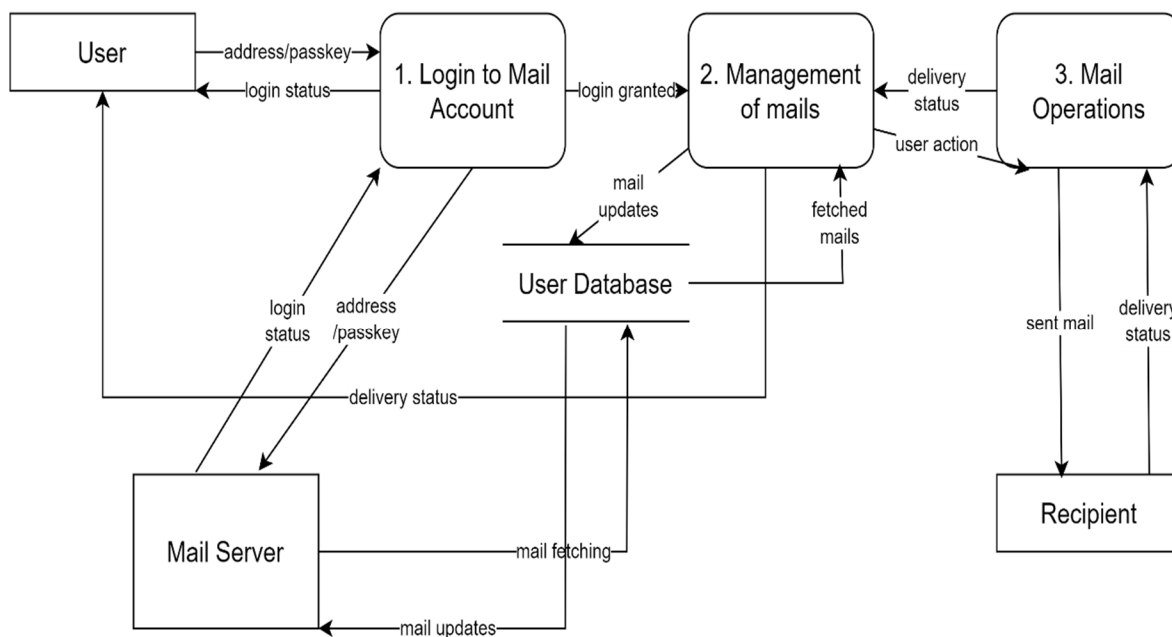 User
address/passkey
login status
1. Login to Mail
Account
login granted
2. Management
of mails
delivery
status
user action
3. Mail
Operations
mail
updates
fetched
mails
User Database
login
status
address
/passkey
sent mail
delivery
status
delivery status
Mail Server
mail fetching
mail updates
Recipient